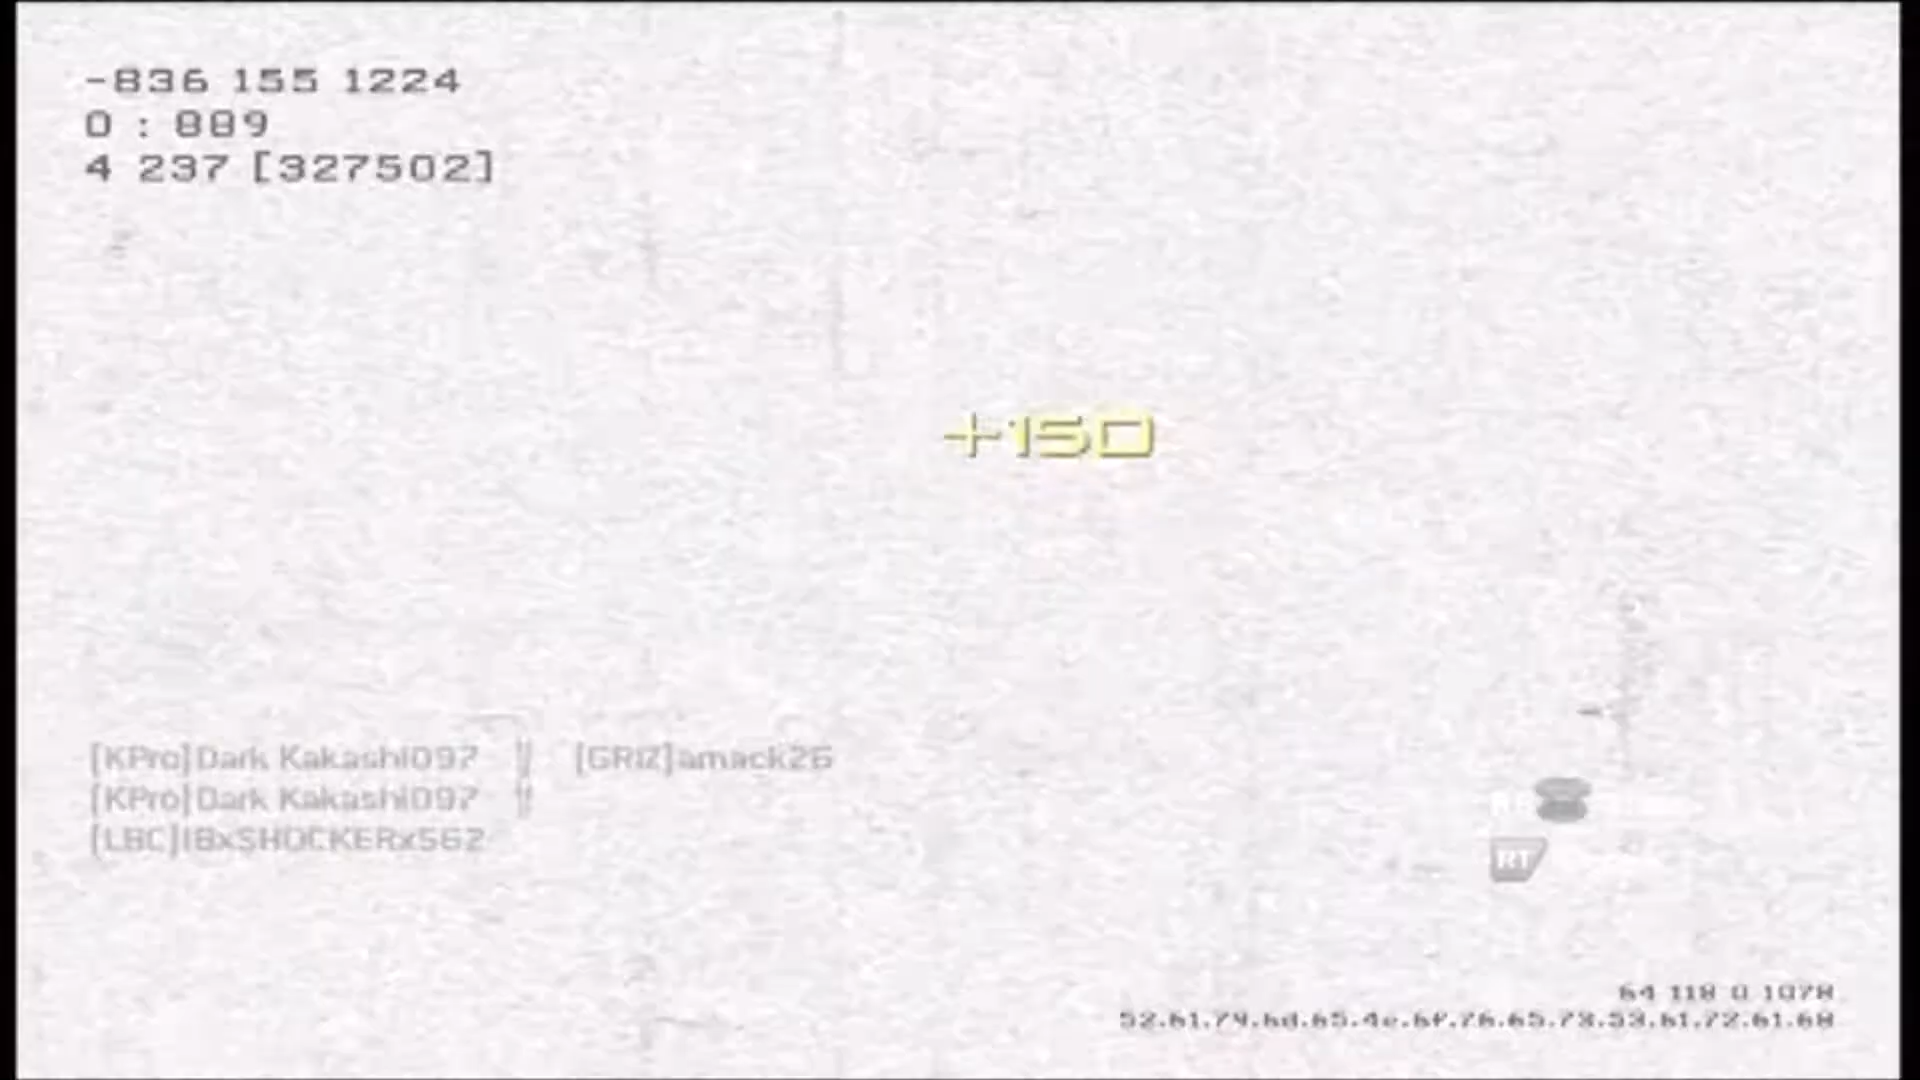 -836 155 1224
0 : 889
4 237 [327502]
+150
[KPro]Dark Kakashi097 [GRIZ]amack26
[KPro]Dark Kakashi097
[LBC]IBxSHOCKERx562
RT
64 118 0 1078
52.61.79.6d.65.4e.6f.76.65.73.53.61.72.61.68